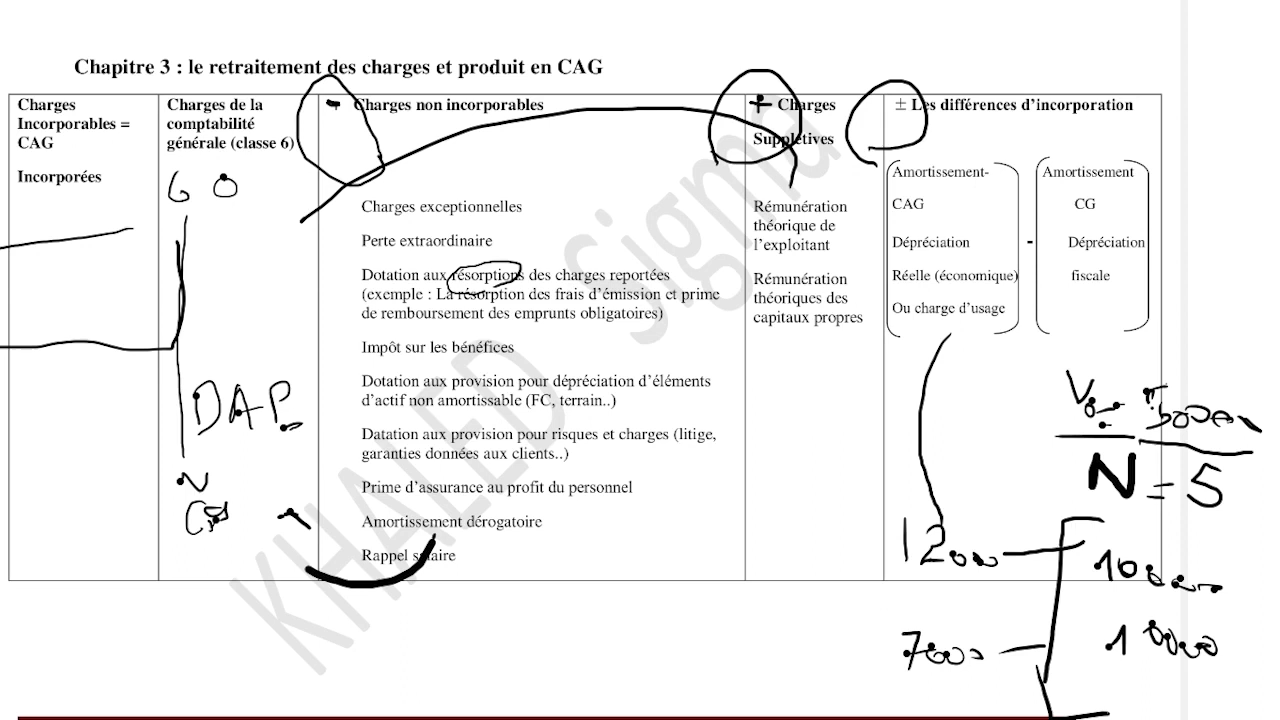 Chapitre 3 : le retraitement des charges et produit en CAG
Charges
Incorporables =
CAG
Incorporées
Charges de la
comptabilité
générale (classe 6)
- Charges non incorporables
Charges exceptionnelles
Perte extraordinaire
Dotation aux résorptions des charges reportées
(exemple : La résorption des frais d’émission et prime
de remboursement des emprunts obligatoires)
Impôt sur les bénéfices
Dotation aux provision pour dépréciation d’éléments
d’actif non amortissable (FC, terrain..)
Datation aux provision pour risques et charges (litige,
garanties données aux clients..)
Prime d’assurance au profit du personnel
Amortissement dérogatoire
Rappel salaire
+ Charges
Supplétives
Rémunération
théorique de
l’exploitant
Rémunération
théoriques des
capitaux propres
± Les différences d’incorporation
Amortissement-
CAG
Dépréciation
Réelle (économique)
Ou charge d’usage
-
Amortissement
CG
Dépréciation
fiscale
60
DAP
N
N = 5
12000
10000
7000
10000
KHALED Sigma